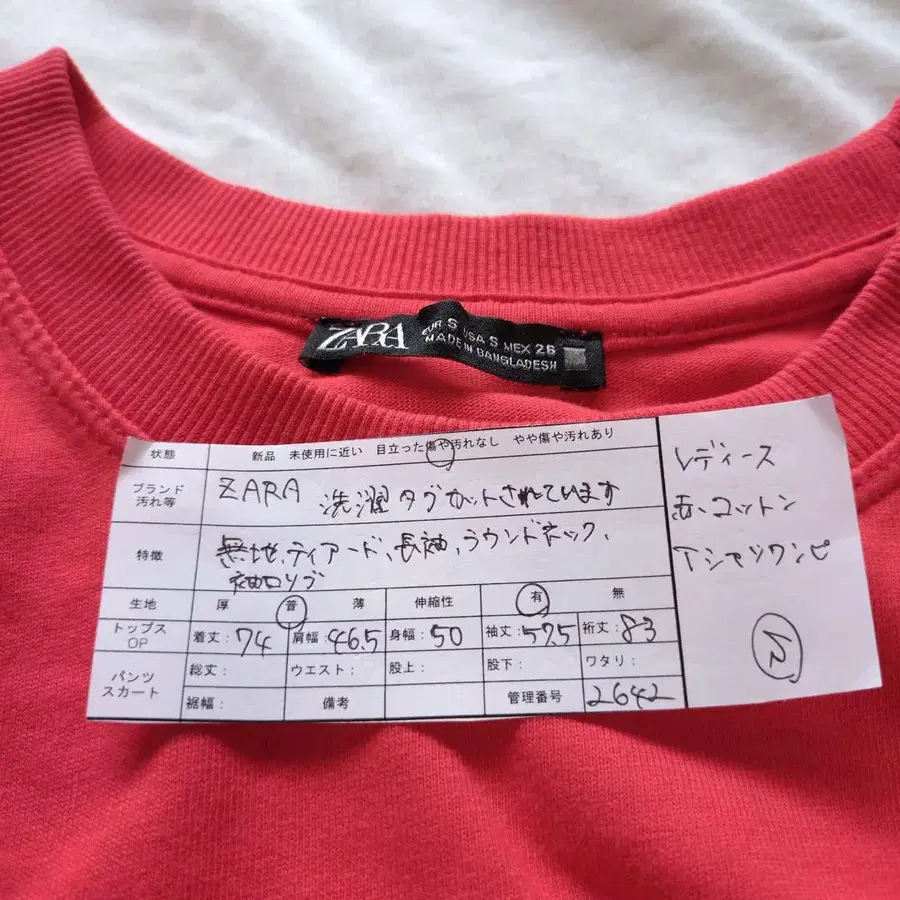 ZARA
EUR S USA S MEX 26
MADE IN BANGLADESH
状態 新品 未使用に近い 目立った傷や汚れなし やや傷や汚れあり
ブランド 汚れ等 ZARA 洗濯タグカットされています
特徴 無地、ティアード、長袖、ラウンドネック、
袖口リブ
生地 厚 普 薄 伸縮性 有 無
トップス OP 着丈:74 肩幅:46.5 身幅:50 袖丈:57.5 裄丈:83
パンツ スカート 総丈: ウエスト: 股上: 股下: ワタリ:
裾幅: 備考 管理番号 2642
レディース
赤、コットン
Tシャツワンピ